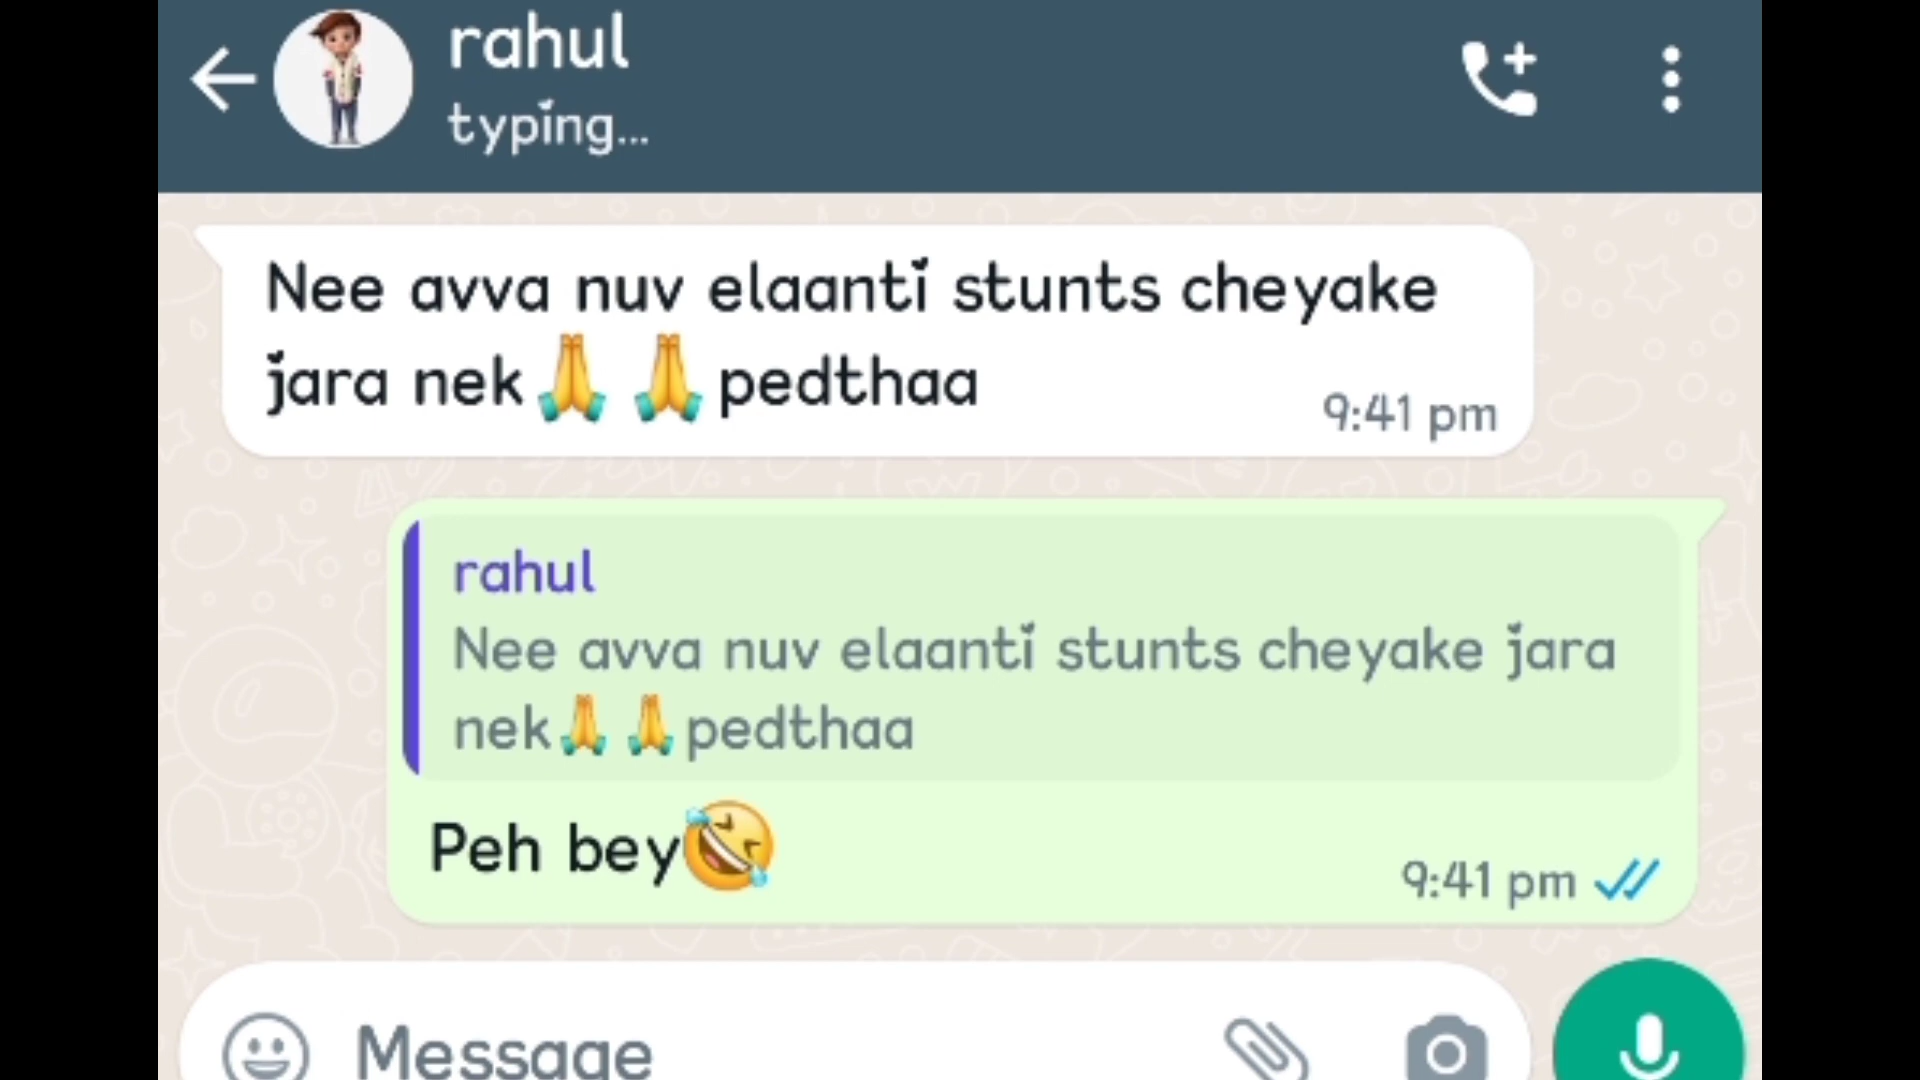 rahul
typing...
Nee avva nuv elaanti stunts cheyake
jara nek🙏 🙏pedthaa
9:41 pm
rahul
Nee avva nuv elaanti stunts cheyake jara
nek🙏 🙏pedthaa
Peh bey🤣
9:41 pm
Message